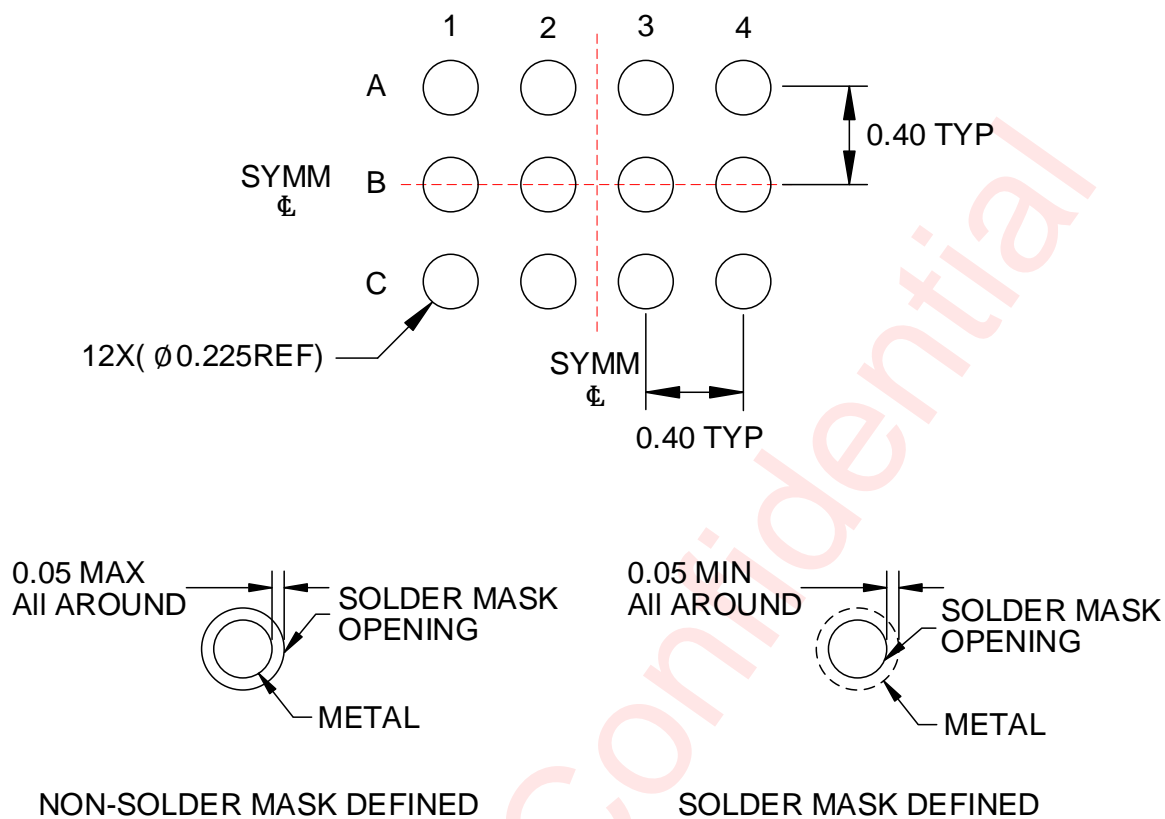 1 2 3 4
A
0.40 TYP
SYMM B
℄
C
12X( Ø0.225REF)
SYMM
℄
0.40 TYP
0.05 MAX
All AROUND
SOLDER MASK
OPENING
METAL
NON-SOLDER MASK DEFINED
0.05 MIN
All AROUND
SOLDER MASK
OPENING
METAL
SOLDER MASK DEFINED
Confidential